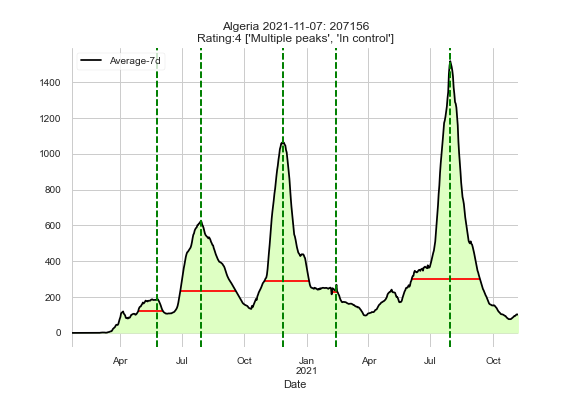 Algeria 2021-11-07: 207156
Rating:4 ['Multiple peaks', 'In control']
Average-7d
1400
1200
1000
800
600
400
200
0
Apr Jul Oct Jan Apr Jul Oct
2021
Date